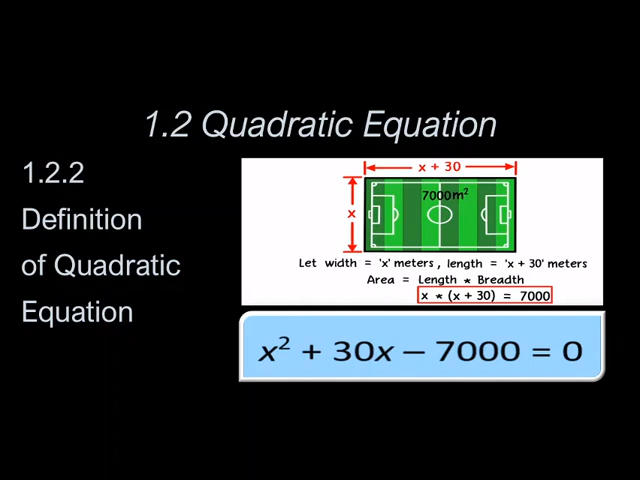 1.2 Quadratic Equation
1.2.2
Definition
of Quadratic
Equation
x + 30
7000m²
x
Let width = 'x' meters , length = 'x + 30' meters
Area = Length * Breadth
x * (x + 30) = 7000
x² + 30x − 7000 = 0